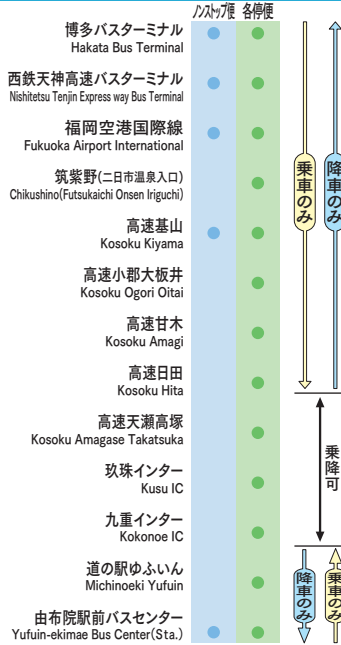 ノンストップ便 各停便
博多バスターミナル
Hakata Bus Terminal
西鉄天神高速バスターミナル
Nishitetsu Tenjin Express way Bus Terminal
福岡空港国際線
Fukuoka Airport International
筑紫野(二日市温泉入口)
Chikushino(Futsukaichi Onsen Iriguchi)
高速基山
Kosoku Kiyama
高速小郡大板井
Kosoku Ogori Oitai
高速甘木
Kosoku Amagi
高速日田
Kosoku Hita
高速天瀬高塚
Kosoku Amagase Takatsuka
玖珠インター
Kusu IC
九重インター
Kokonoe IC
道の駅ゆふいん
Michinoeki Yufuin
由布院駅前バスセンター
Yufuin-ekimae Bus Center(Sta.)
乗車のみ
降車のみ
乗降可
降車のみ
乗車のみ